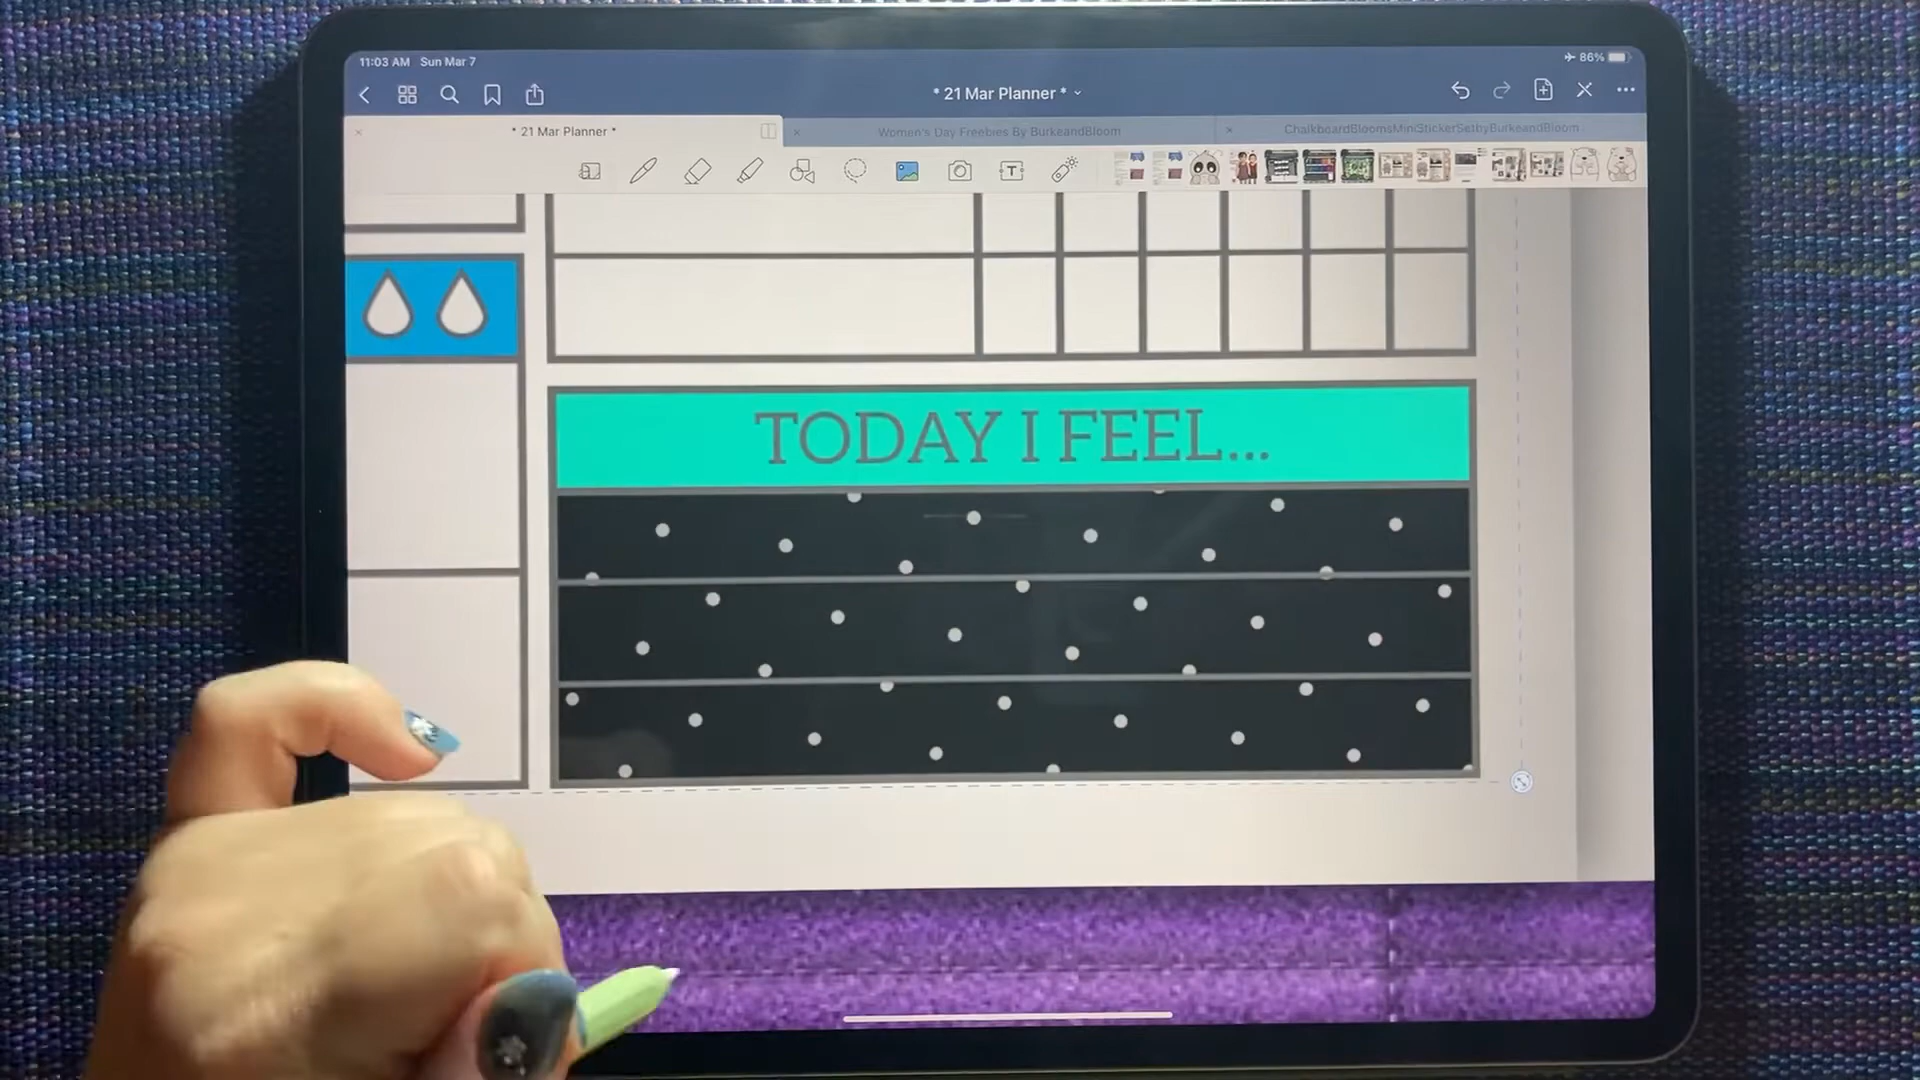 11:03 AM Sun Mar 7
86%
* 21 Mar Planner *
* 21 Mar Planner *
Women's Day Freebies By BurkeandBloom
ChalkboardBloomsMiniStickerSetbyBurkeandBloom
TODAY I FEEL...